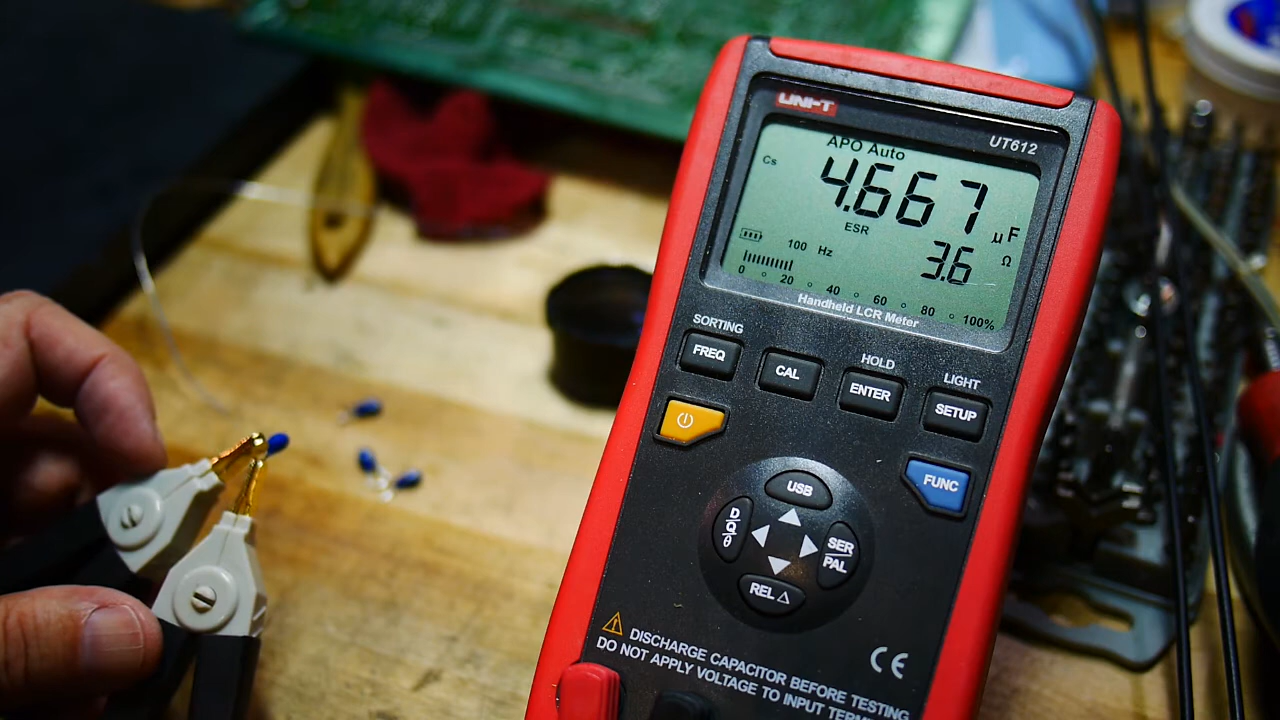 UNI-T
UT612
APO Auto
Cs
4.667
µF
ESR
100 Hz
3.6
Ω
0 20 40 60 80 100%
Handheld LCR Meter
SORTING
HOLD
LIGHT
FREQ
CAL
ENTER
SETUP
FUNC
USB
D/Q/θ
SER
PAL
REL △
DISCHARGE CAPACITOR BEFORE TESTING
DO NOT APPLY VOLTAGE TO INPUT
CE